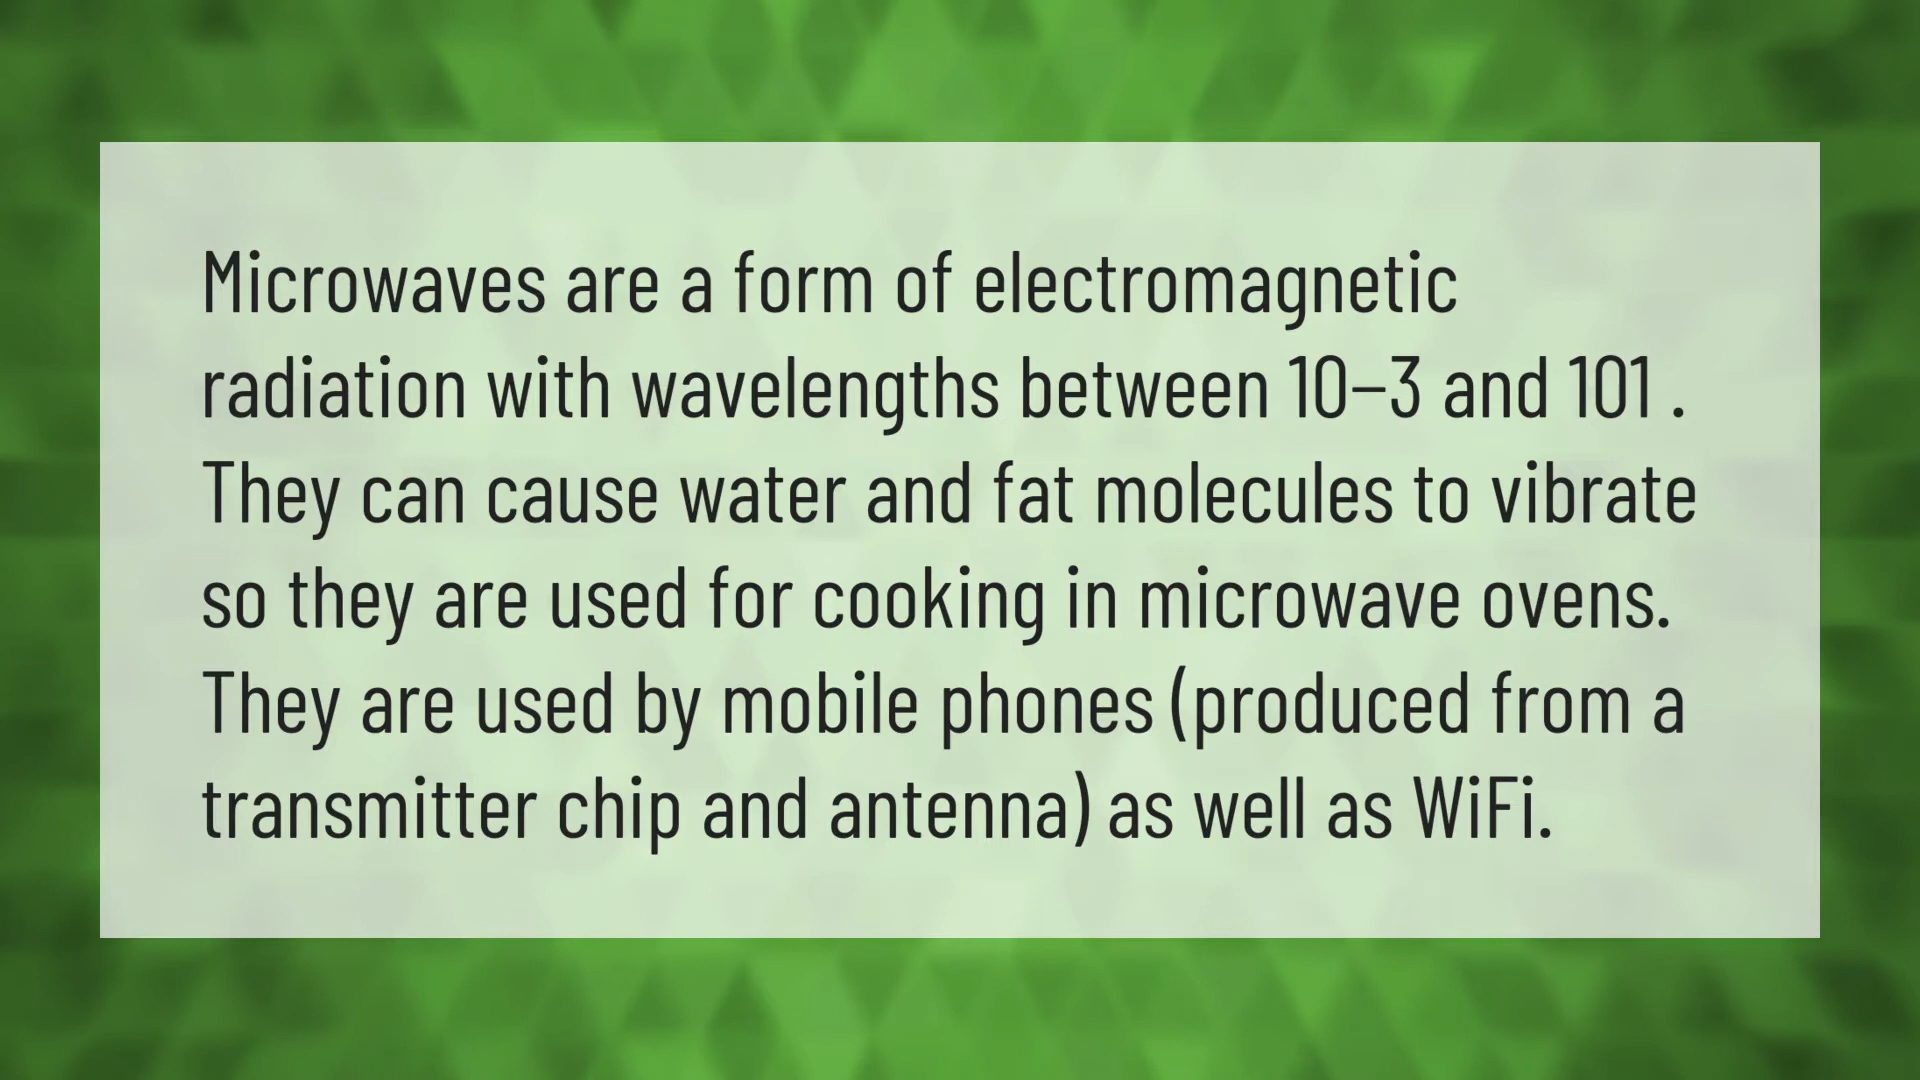 Microwaves are a form of electromagnetic
radiation with wavelengths between 10–3 and 101 .
They can cause water and fat molecules to vibrate
so they are used for cooking in microwave ovens.
They are used by mobile phones (produced from a
transmitter chip and antenna) as well as WiFi.